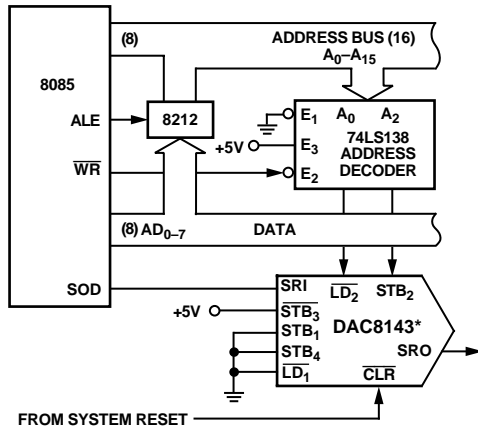 (8)
ADDRESS BUS (16)
A0–A15
8085
ALE
8212
E1
A0
A2
+5V
E3
74LS138
ADDRESS
DECODER
WR
E2
(8) AD0–7
DATA
SOD
SRI
LD2
STB2
+5V
STB3
STB1
DAC8143*
STB4
SRO
LD1
CLR
FROM SYSTEM RESET